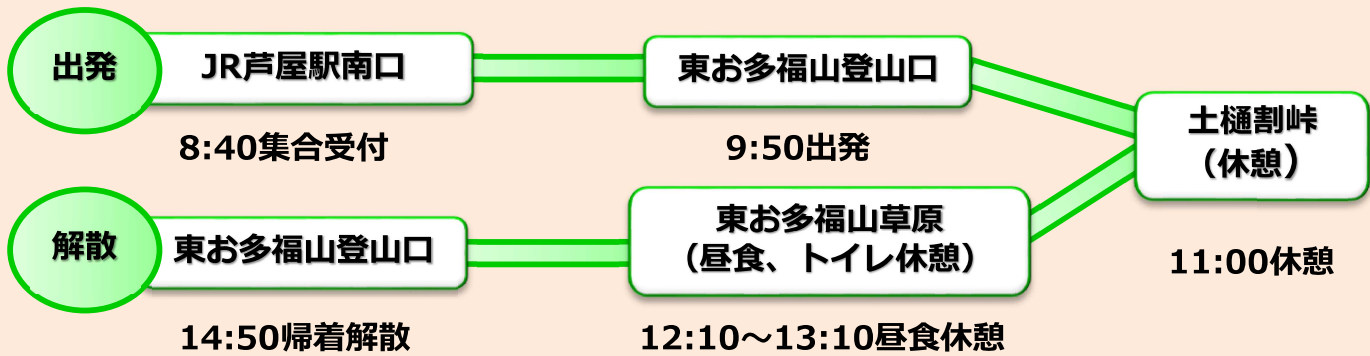 出発
JR芦屋駅南口
8:40集合受付
東お多福山登山口
9:50出発
土樋割峠
（休憩）
11:00休憩
東お多福山草原
（昼食、トイレ休憩）
12:10～13:10昼食休憩
解散
東お多福山登山口
14:50帰着解散